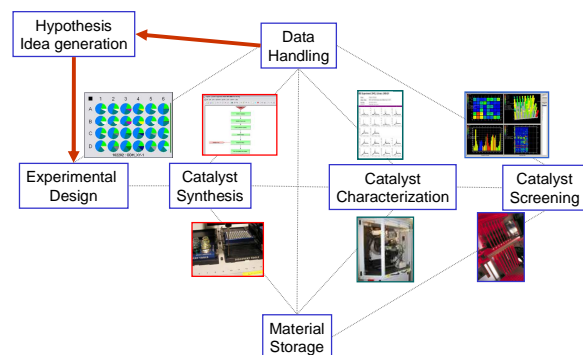 Hypothesis
Idea generation
Data
Handling
1 2 3 4 5 6
A
B
C
D
Experimental
Design
Catalyst
Synthesis
Catalyst
Characterization
Catalyst
Screening
Material
Storage